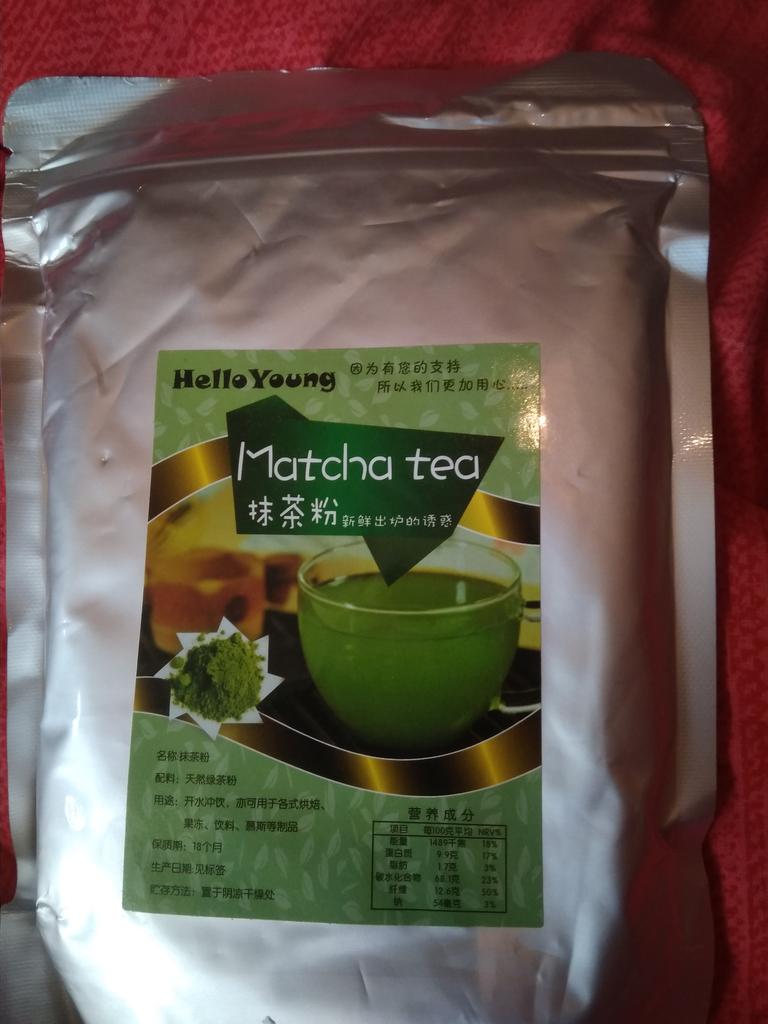 Hello Young
因为有您的支持
所以我们更加用心......
Matcha tea
抹茶粉 新鲜出炉的诱惑
名称:抹茶粉
配料：天然绿茶粉
用途：开水冲饮，亦可用于各式烘焙、
果冻、饮料、慕斯等制品
保质期：18个月
生产日期:见标签
贮存方法：置于阴凉干燥处
营养成分
项目 每100克平均 NRV%
能量 1489千焦 18%
蛋白质 9.9克 17%
脂肪 1.7克 3%
碳水化合物 68.1克 23%
纤维 12.6克 50%
钠 54毫克 3%